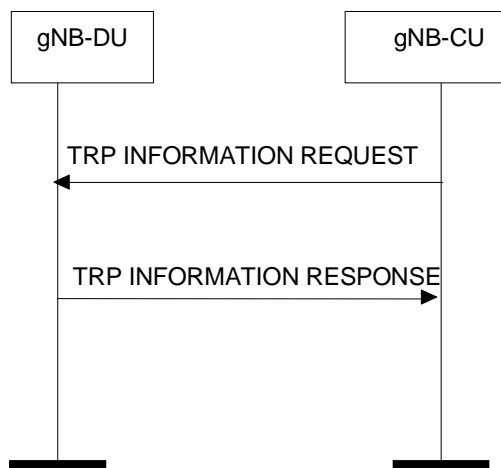 gNB-DU
gNB-CU
TRP INFORMATION REQUEST
TRP INFORMATION RESPONSE